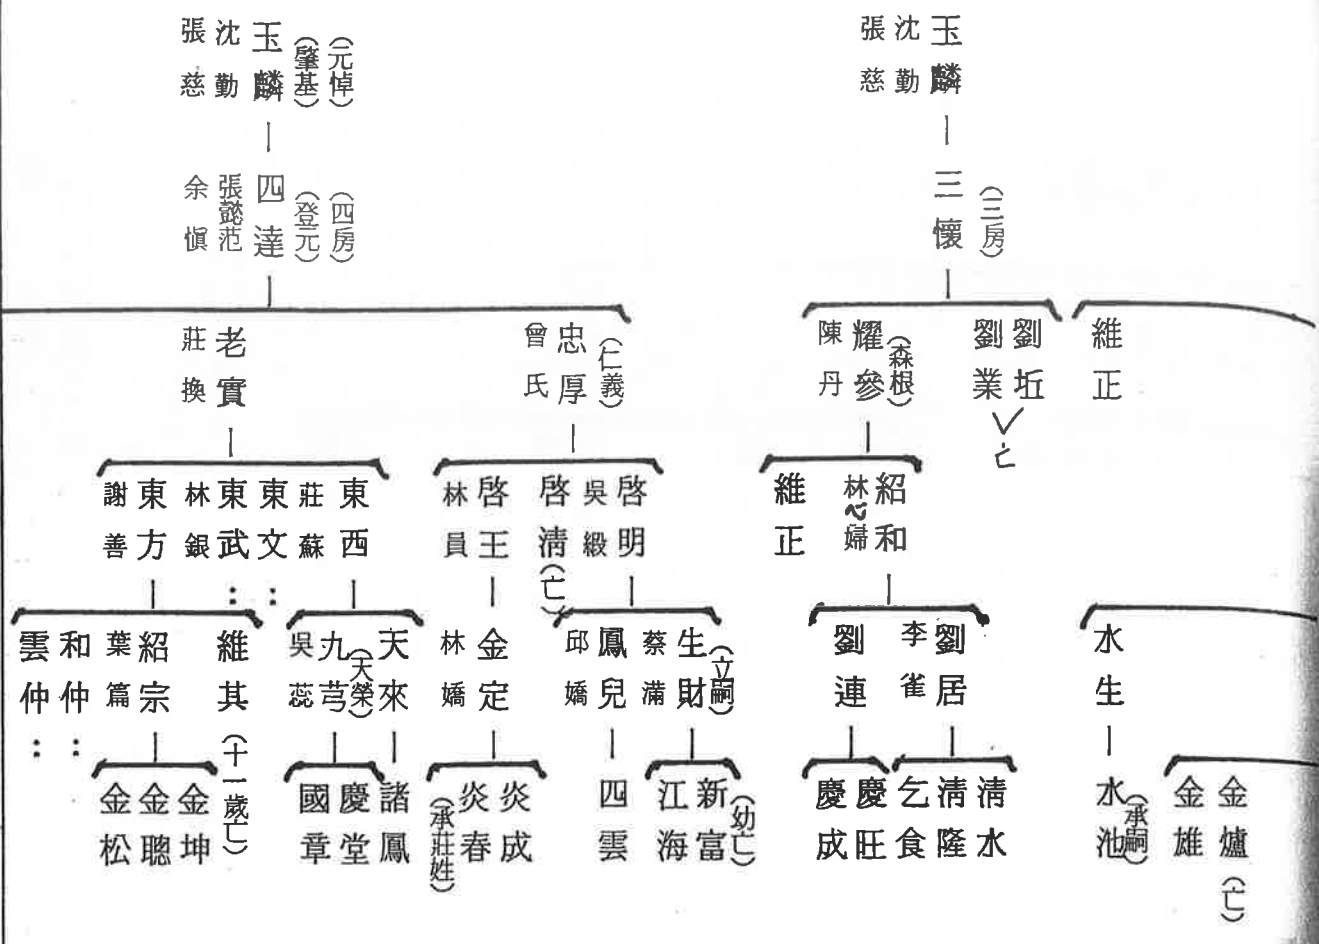 玉麟
沈勤
張慈
(三房)
三懷
維正
劉坵
劉業
亡
(森根)
耀參
陳丹
紹和
林心婦
維正
水生
劉居
李雀
劉連
金爐(亡)
金雄
(承嗣)
水池
清水
清隆
乞食
慶旺
慶成
(元悼)
(肇基)
玉麟
沈勤
張慈
(四房)
(登元)
四達
張懿范
余愼
(仁義)
忠厚
曾氏
老實
莊換
啓明
吳緞
啓清(亡)
啓王
林員
東西
莊蘇
東文
東武
林銀
東方
謝善
(立嗣)
生財
蔡滿
鳳兒
邱嬌
金定
林嬌
天來
(天榮)
九芎
吳蕊
維其(十一歲亡)
紹宗
葉篇
和仲
雲仲
(幼亡)
新富
江海
四雲
炎成
炎春
(承莊姓)
諸鳳
慶堂
國章
金坤
金聰
金松